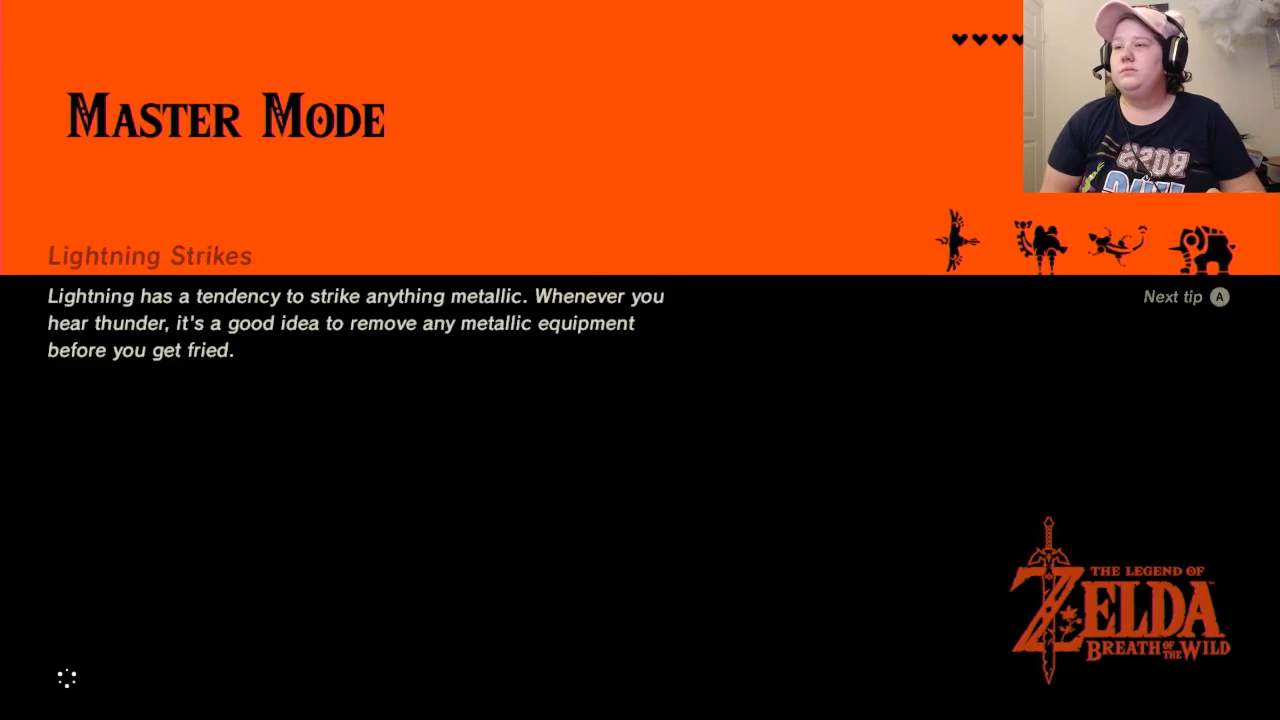 MASTER MODE
Lightning Strikes
Lightning has a tendency to strike anything metallic. Whenever you
hear thunder, it's a good idea to remove any metallic equipment
before you get fried.
Next tip A
THE LEGEND OF
ZELDA
BREATH OF THE WILD
BOSS